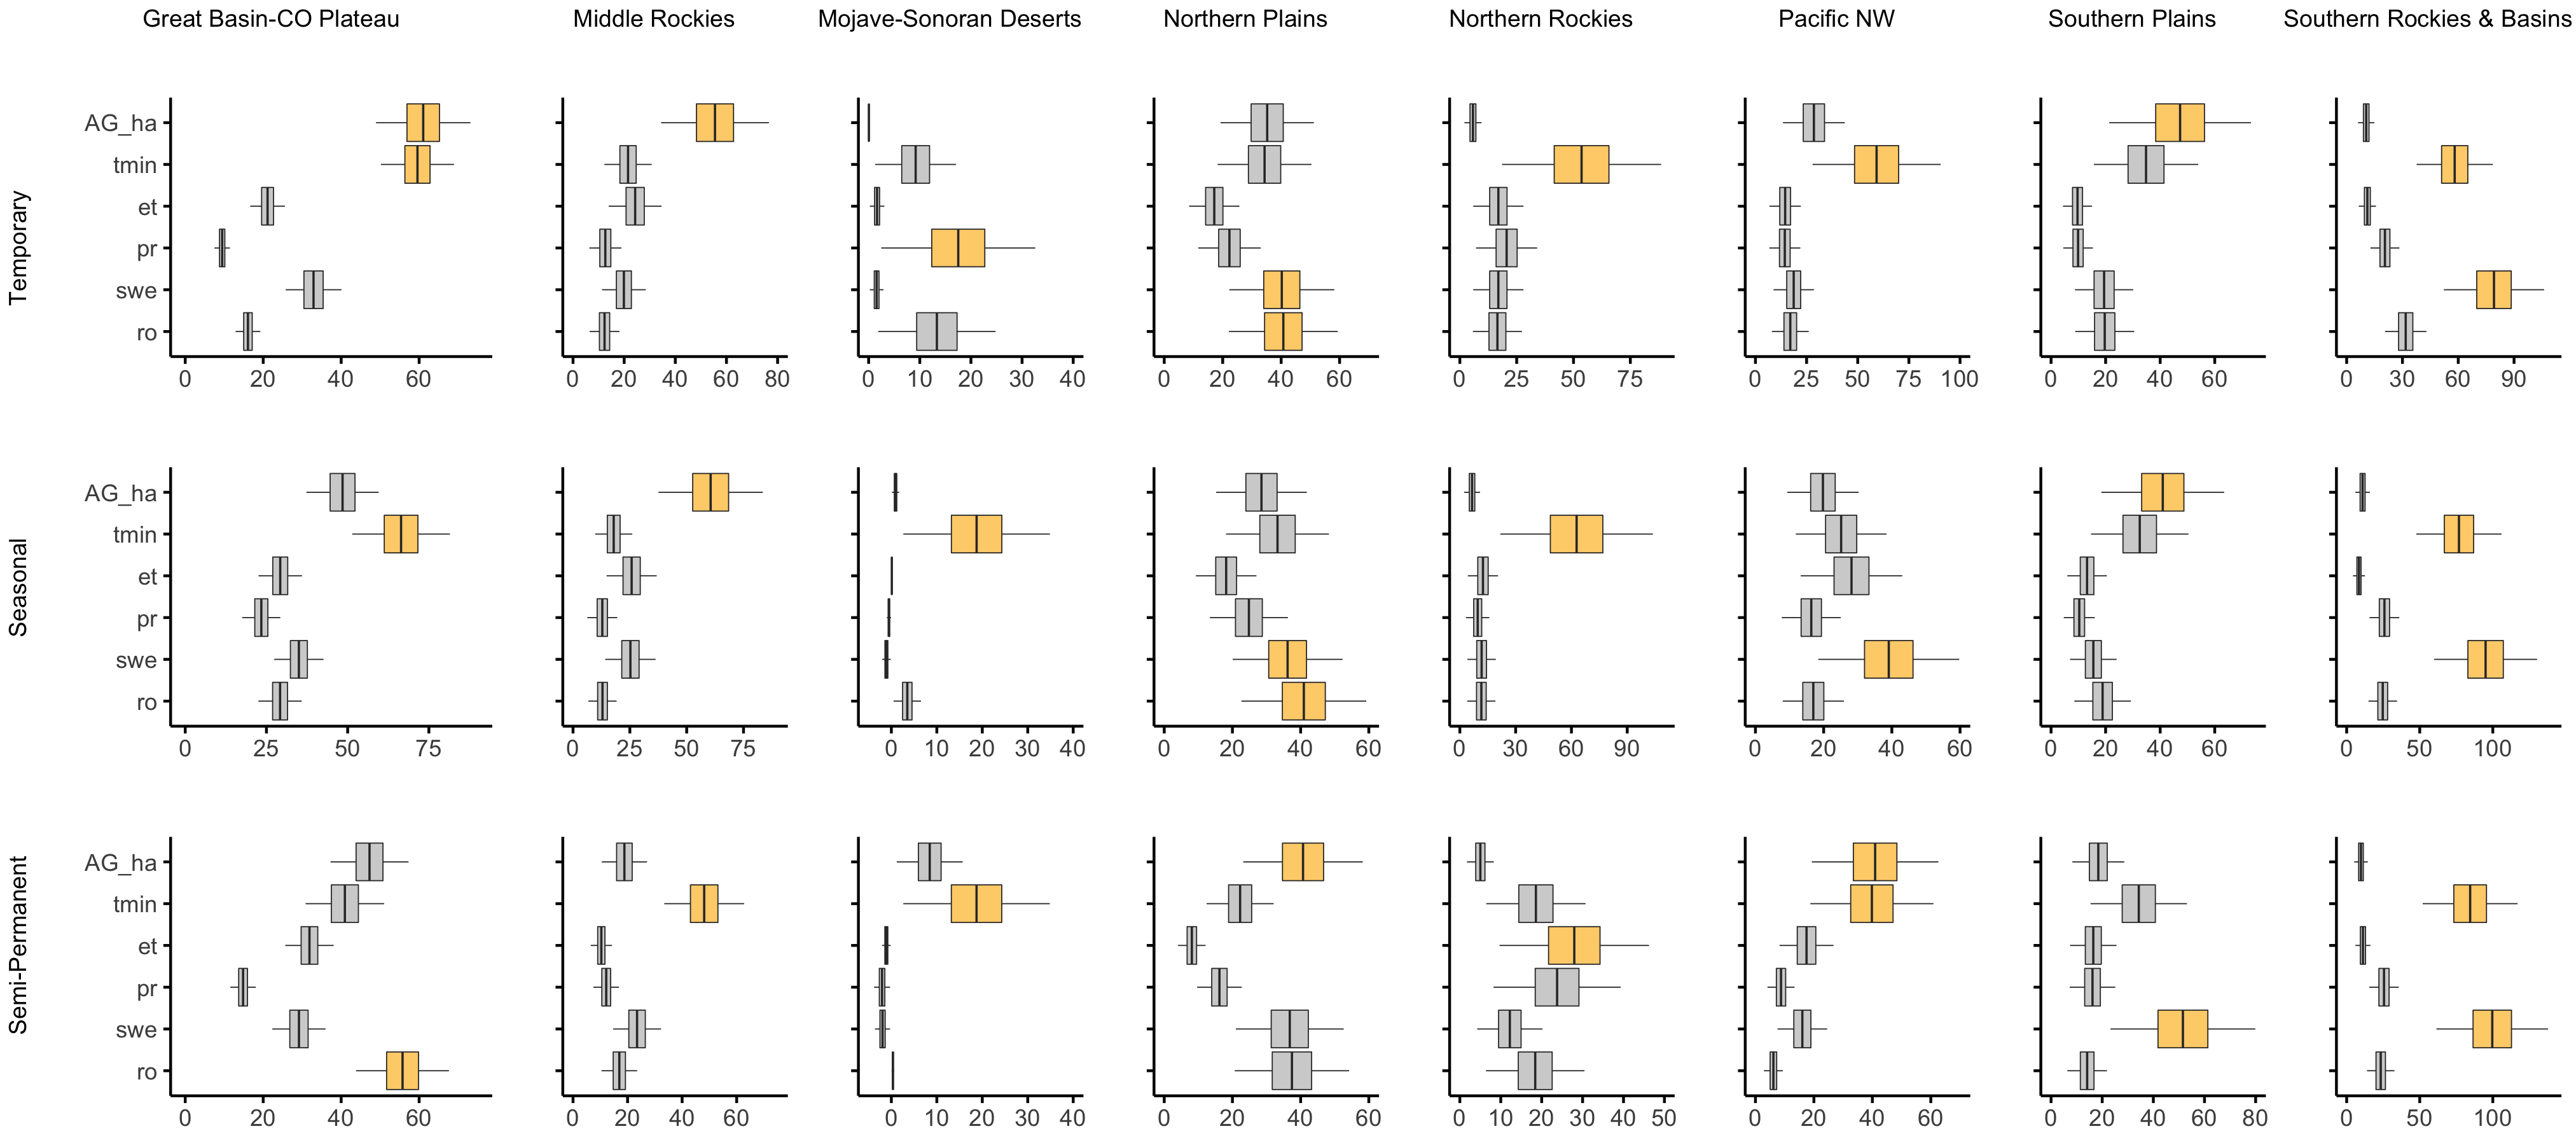 Great Basin-CO Plateau Middle Rockies Mojave-Sonoran Deserts Northern Plains Northern Rockies Pacific NW Southern Plains Southern Rockies & Basins
Temporary
AG_ha
tmin
et
pr
swe
ro
0 20 40 60 0 20 40 60 80 0 10 20 30 40 0 20 40 60 0 25 50 75 0 25 50 75 100 0 20 40 60 0 30 60 90
Seasonal
AG_ha
tmin
et
pr
swe
ro
0 25 50 75 0 25 50 75 0 10 20 30 40 0 20 40 60 0 30 60 90 0 20 40 60 0 20 40 60 0 50 100
Semi-Permanent
AG_ha
tmin
et
pr
swe
ro
0 20 40 60 0 20 40 60 0 10 20 30 40 0 20 40 60 0 10 20 30 40 50 0 20 40 60 0 20 40 60 80 0 50 100